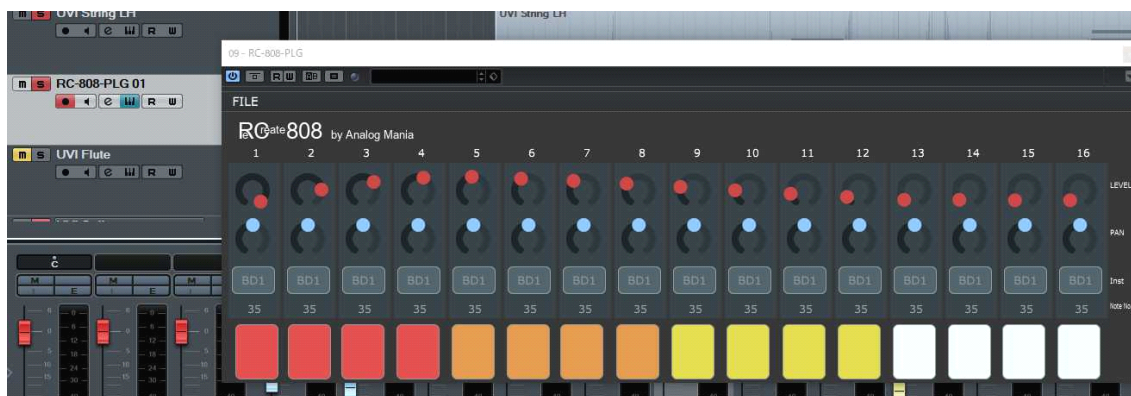 m S UVI String LH
e R W
UVI String LH
09 - RC-808-PLG
R W
m S RC-808-PLG 01
e R W
FILE
ReCreate808 by Analog Mania
1 2 3 4 5 6 7 8 9 10 11 12 13 14 15 16
m S UVI Flute
e R W
LEVEL
PAN
C
M M M
E E
BD1 BD1 BD1 BD1 BD1 BD1 BD1 BD1 BD1 BD1 BD1 BD1 BD1 BD1 BD1 BD1 Inst
35 35 35 35 35 35 35 35 35 35 35 35 35 35 35 35 Note No